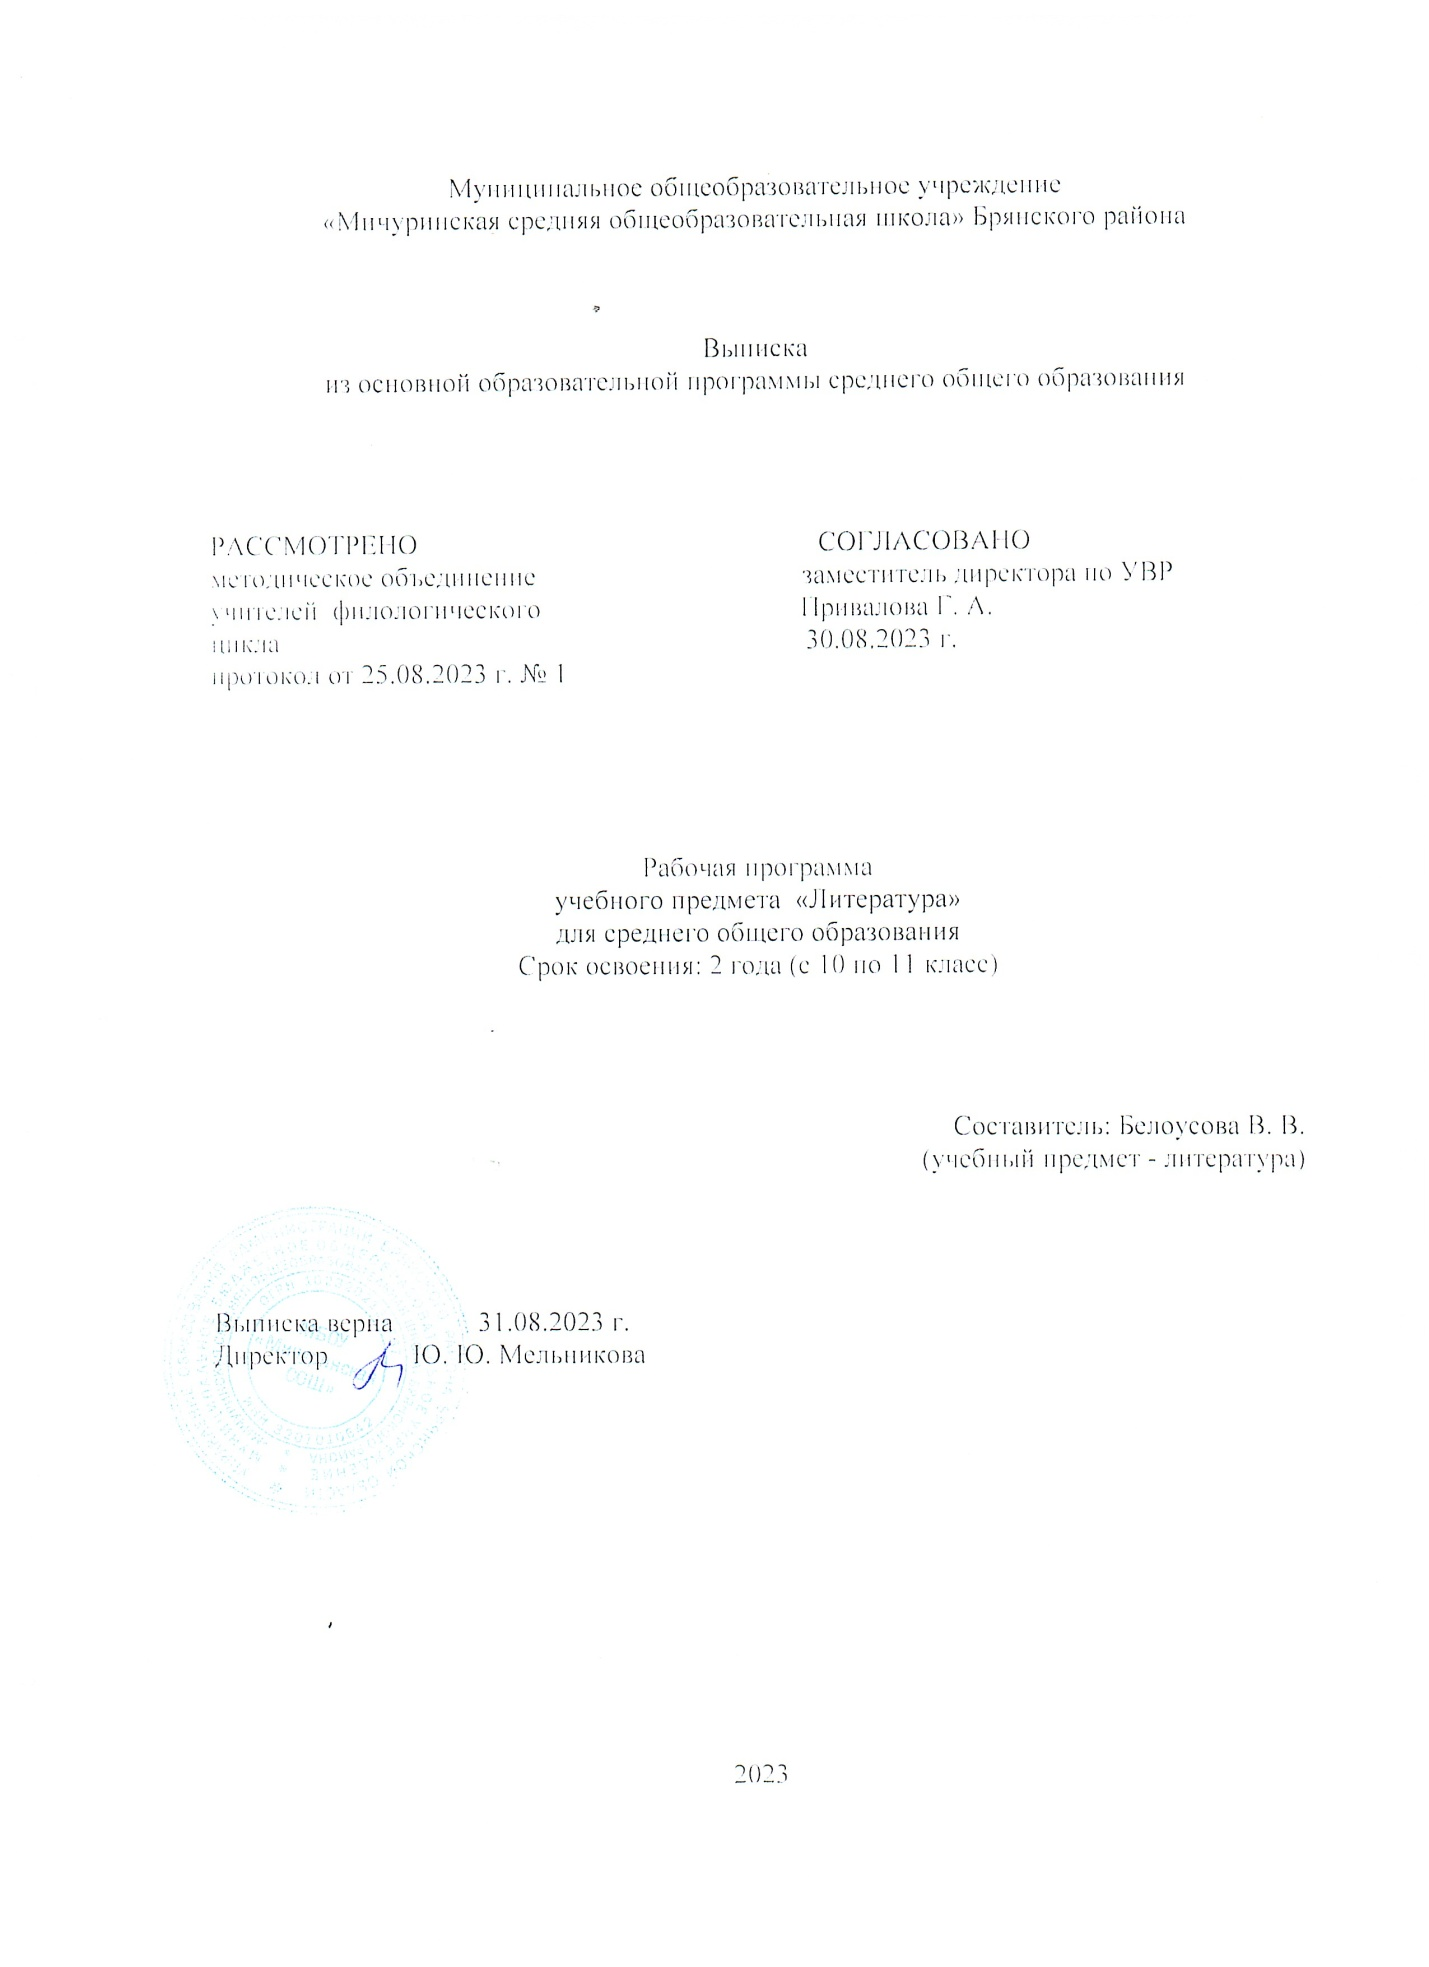 Муниципальное общеобразовательное учреждение
«Мичуринская средняя общеобразовательная школа» Брянского района
Выписка
из основной образовательной программы среднего общего образования
РАССМОТРЕНО
методическое объединение
учителей филологического
цикла
протокол от 25.08.2023 г. № 1
СОГЛАСОВАНО
заместитель директора по УВР
Привалова Г. А.
30.08.2023 г.
Рабочая программа
учебного предмета «Литература»
для среднего общего образования
Срок освоения: 2 года (с 10 по 11 класс)
Составитель: Белоусова В. В.
(учебный предмет - литература)
Выписка верна 31.08.2023 г.
Директор Ю. Ю. Мельникова
СОШ»
2023